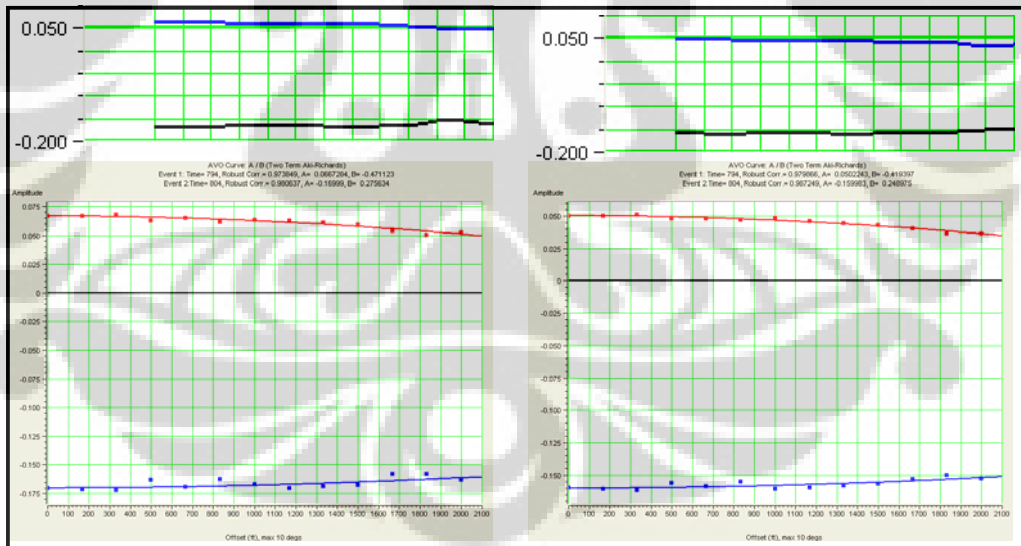 0.050
-0.200
AVO Curve: A / B (Two Term Aki-Richards)
Event 1: Time= 794, Robust Corr.= 0.973849, A= 0.0667264, B= -0.471123
Event 2:Time= 804, Robust Corr.= 0.980637, A= -0.16999, B= 0.275634
Amplitude
0.075
0.050
0.025
0
-0.025
-0.050
-0.075
-0.100
-0.125
-0.150
-0.175
0 100 200 300 400 500 600 700 800 900 1000 1100 1200 1300 1400 1500 1600 1700 1800 1900 2000 2100
Offset (ft), max 10 degs
0.050
-0.200
AVO Curve: A / B (Two Term Aki-Richards)
Event 1: Time= 794, Robust Corr.= 0.979866, A= 0.0502243, B= -0.419397
Event 2:Time= 804, Robust Corr.= 0.987249, A= -0.159983, B= 0.248975
Amplitude
0.050
0.025
0
-0.025
-0.050
-0.075
-0.100
-0.125
-0.150
0 100 200 300 400 500 600 700 800 900 1000 1100 1200 1300 1400 1500 1600 1700 1800 1900 2000 2100
Offset (ft), max 10 degs